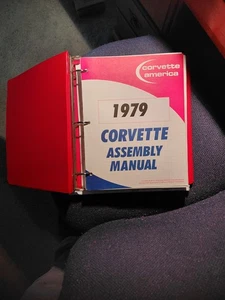 corvette
america
1979
CORVETTE
ASSEMBLY
MANUAL